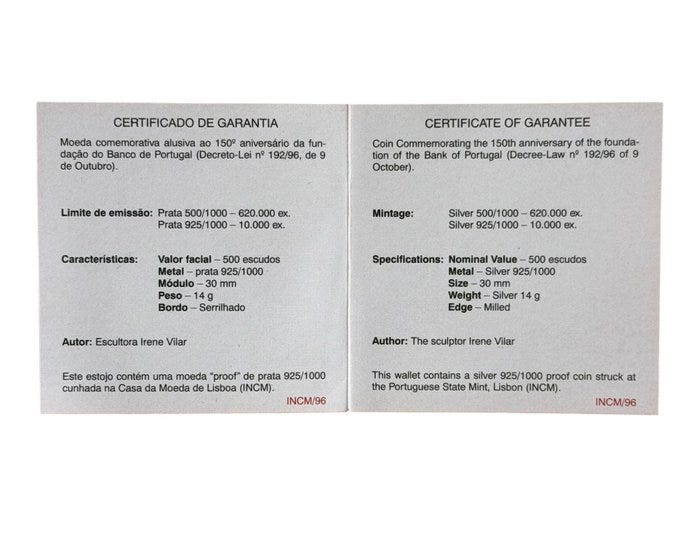 CERTIFICADO DE GARANTIA
Moeda comemorativa alusiva ao 150º aniversário da fun-
dação do Banco de Portugal (Decreto-Lei nº 192/96, de 9
de Outubro).
Limite de emissão: Prata 500/1000 – 620.000 ex.
Prata 925/1000 – 10.000 ex.
Características: Valor facial – 500 escudos
Metal – prata 925/1000
Módulo – 30 mm
Peso – 14 g
Bordo – Serrilhado
Autor: Escultora Irene Vilar
Este estojo contém uma moeda "proof" de prata 925/1000
cunhada na Casa da Moeda de Lisboa (INCM).
INCM/96
CERTIFICATE OF GARANTEE
Coin Commemorating the 150th anniversary of the founda-
tion of the Bank of Portugal (Decree-Law nº 192/96 of 9
October).
Mintage: Silver 500/1000 – 620.000 ex.
Silver 925/1000 – 10.000 ex.
Specifications: Nominal Value – 500 escudos
Metal – Silver 925/1000
Size – 30 mm
Weight – Silver 14 g
Edge – Milled
Author: The sculptor Irene Vilar
This wallet contains a silver 925/1000 proof coin struck at
the Portuguese State Mint, Lisbon (INCM).
INCM/96